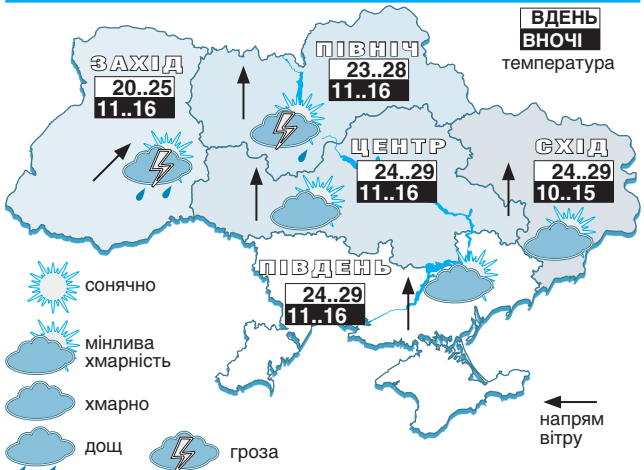 ВДЕНЬ
ВНОЧІ
температура
ЗАХІД
20..25
11..16
ПІВНІЧ
23..28
11..16
ЦЕНТР
24..29
11..16
СХІД
24..29
10..15
ПІВДЕНЬ
24..29
11..16
сонячно
мінлива
хмарність
хмарно
дощ
гроза
напрям
вітру